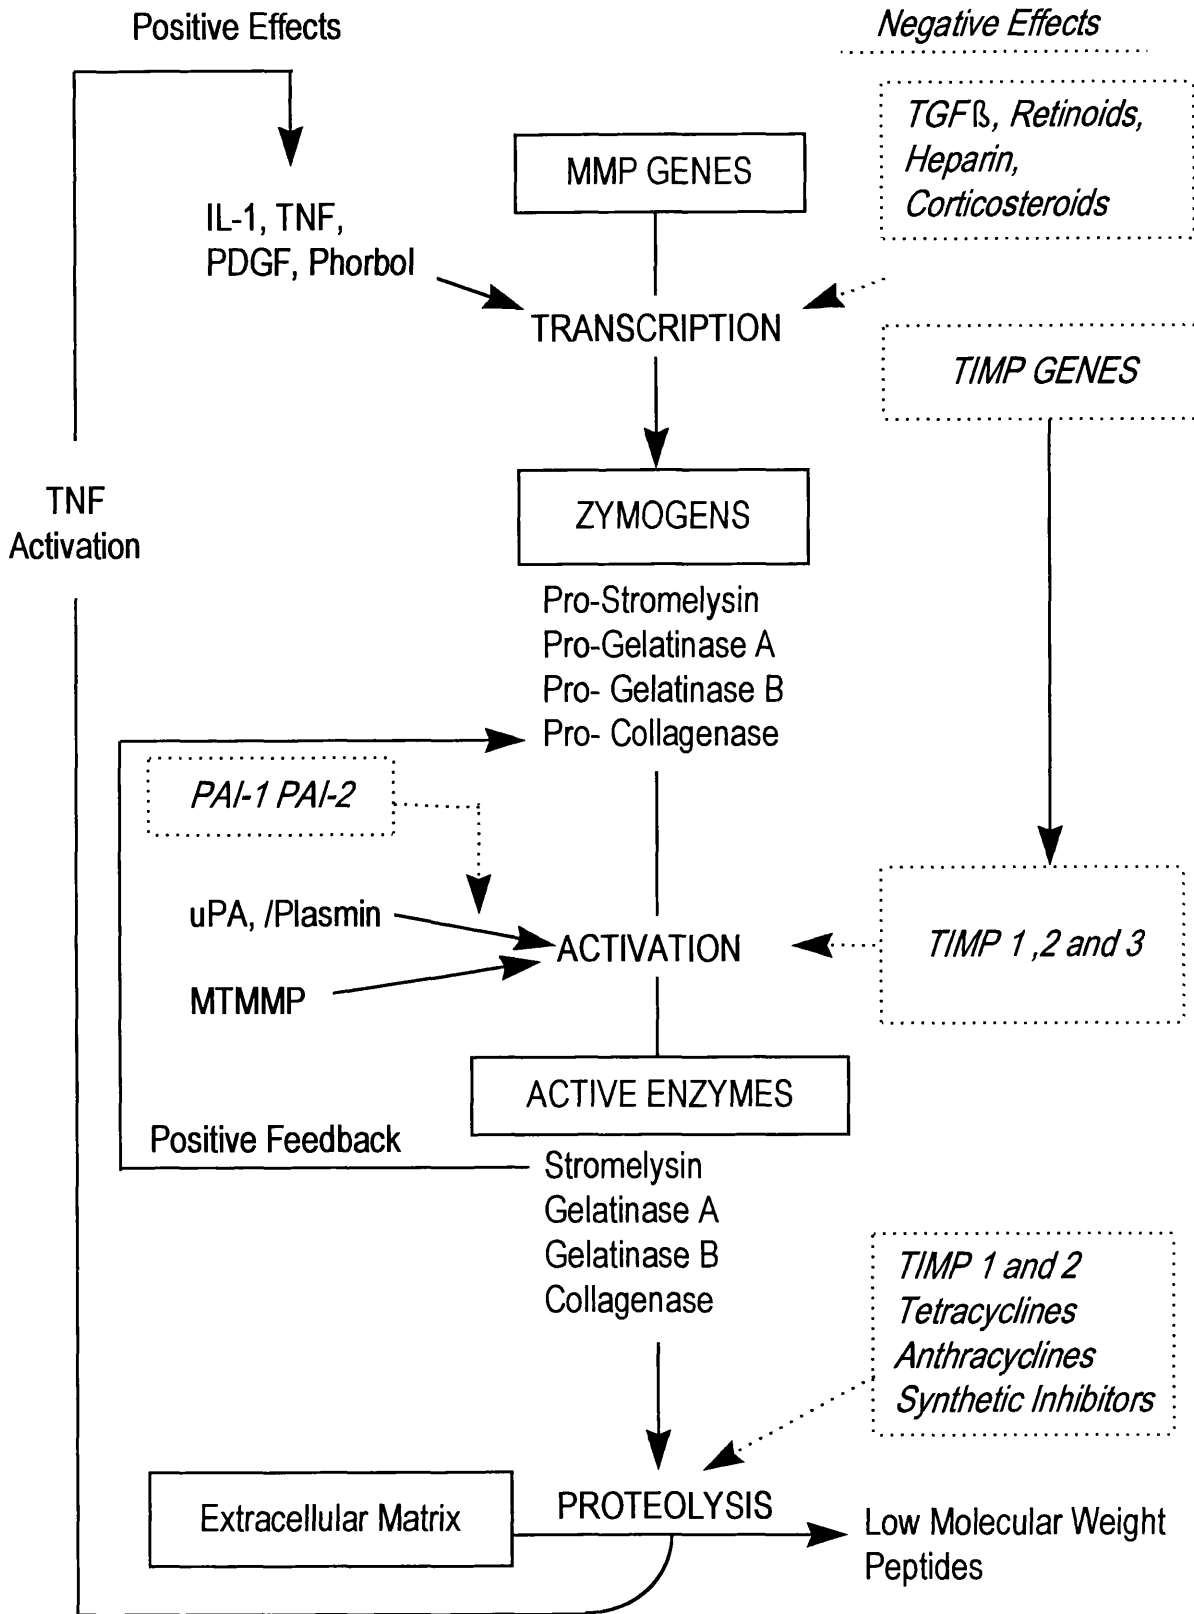 Positive Effects
Negative Effects
TGFß, Retinoids,
Heparin,
Corticosteroids
MMP GENES
IL-1, TNF,
PDGF, Phorbol
TRANSCRIPTION
TIMP GENES
ZYMOGENS
TNF
Activation
Pro-Stromelysin
Pro-Gelatinase A
Pro- Gelatinase B
Pro- Collagenase
PAI-1 PAI-2
uPA, /Plasmin
ACTIVATION
TIMP 1 ,2 and 3
MTMMP
ACTIVE ENZYMES
Positive Feedback
Stromelysin
Gelatinase A
Gelatinase B
Collagenase
TIMP 1 and 2
Tetracyclines
Anthracyclines
Synthetic Inhibitors
Extracellular Matrix
PROTEOLYSIS
Low Molecular Weight
Peptides